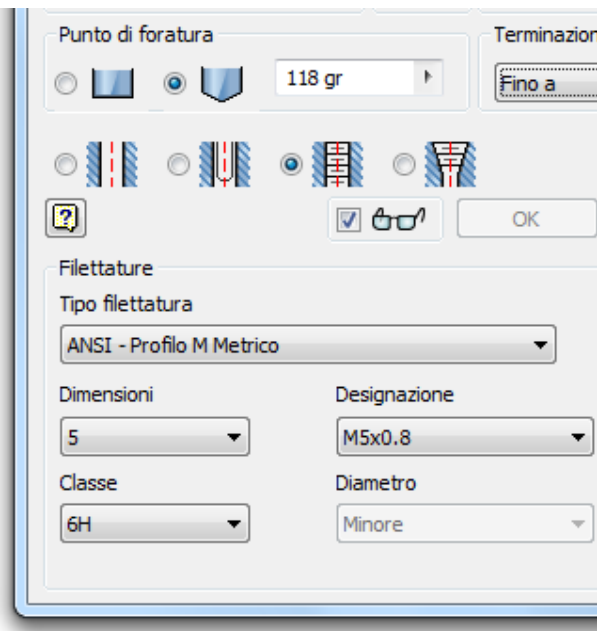 Punto di foratura
Terminazion
118 gr
Fino a
OK
Filettature
Tipo filettatura
ANSI - Profilo M Metrico
Dimensioni
Designazione
5
M5x0.8
Classe
Diametro
6H
Minore